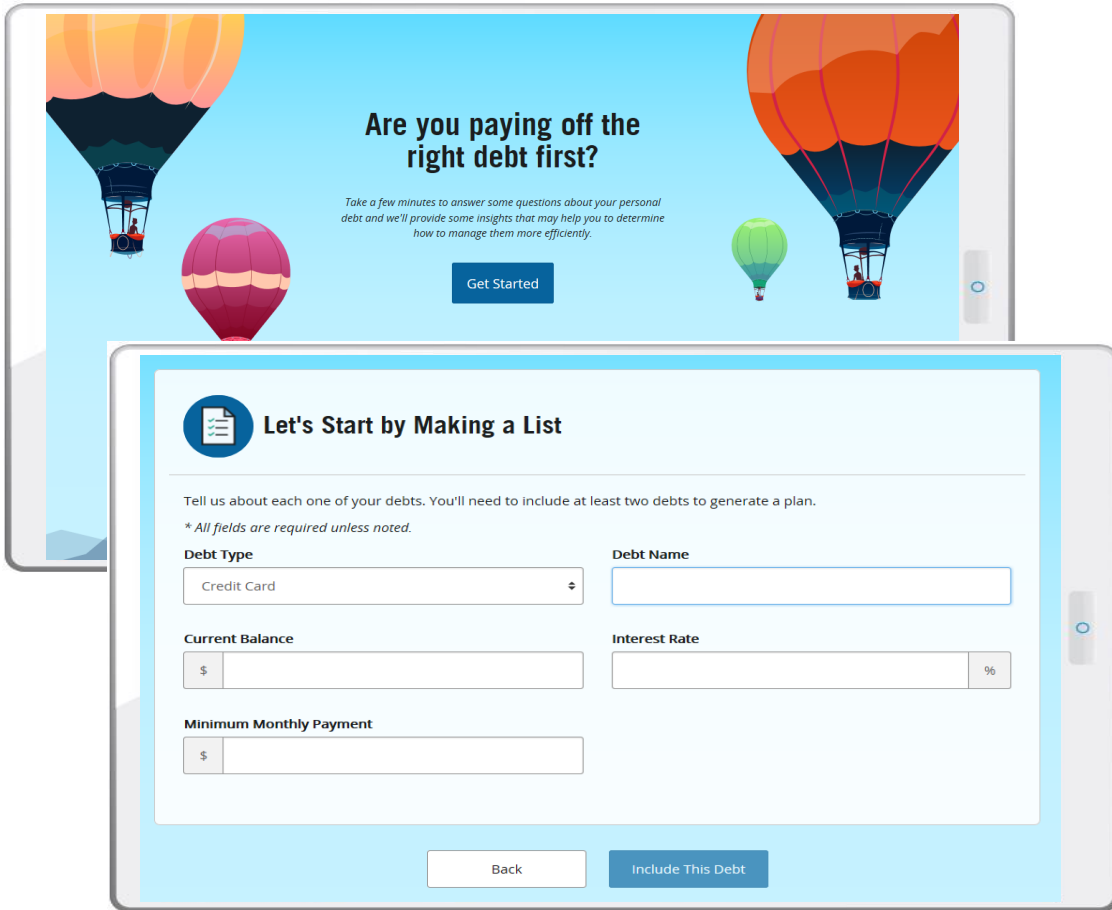 Are you paying off the
right debt first?
Take a few minutes to answer some questions about your personal
debt and we'll provide some insights that may help you to determine
how to manage them more efficiently.
Get Started
Let's Start by Making a List
Tell us about each one of your debts. You'll need to include at least two debts to generate a plan.
* All fields are required unless noted.
Debt Type
Debt Name
Credit Card
Current Balance
Interest Rate
$
%
Minimum Monthly Payment
$
Back
Include This Debt